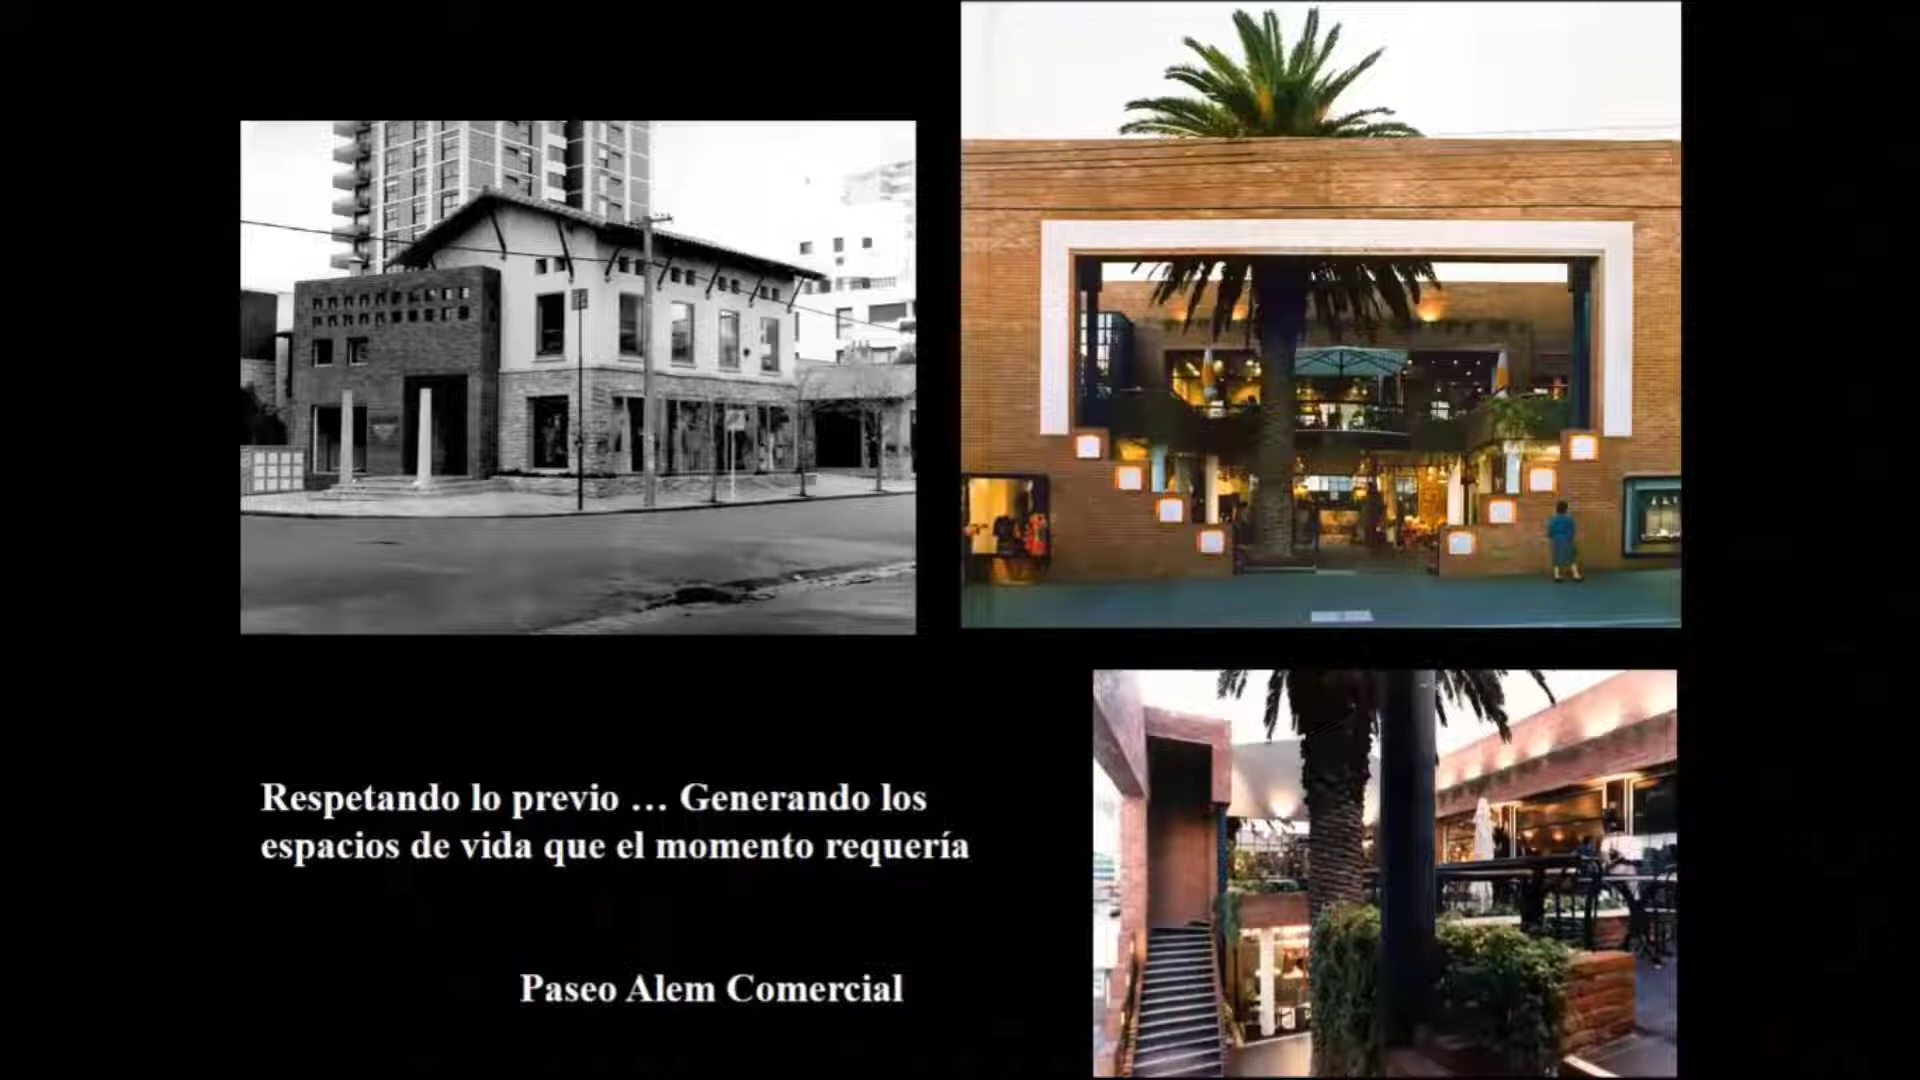 Respetando lo previo … Generando los
espacios de vida que el momento requería
Paseo Alem Comercial